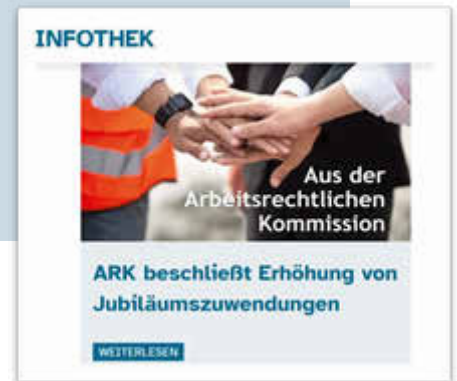 INFOTHEK
Aus der
Arbeitsrechtlichen
Kommission
ARK beschließt Erhöhung von
Jubiläumszuwendungen
WEITERLESEN